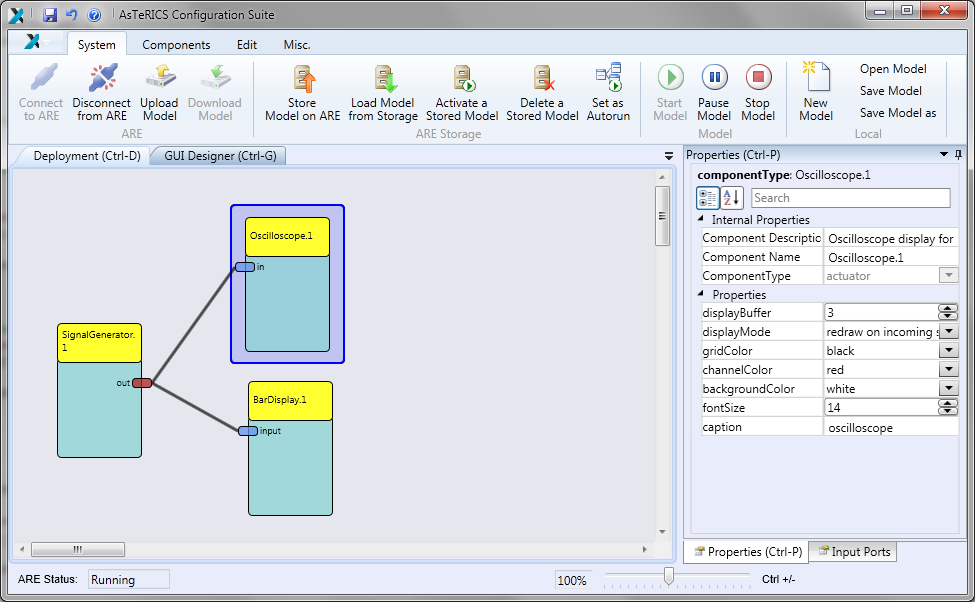 AsTeRICS Configuration Suite
System Components Edit Misc.
Connect to ARE
Disconnect from ARE
Upload Model
Download Model
ARE
Store Model on ARE
Load Model from Storage
Activate a Stored Model
Delete a Stored Model
Set as Autorun
ARE Storage
Start Model
Pause Model
Stop Model
Model
New Model
Open Model
Save Model
Save Model as
Local
Deployment (Ctrl-D) GUI Designer (Ctrl-G)
Oscilloscope.1
in
SignalGenerator.
1
out
BarDisplay.1
input
Properties (Ctrl-P)
componentType: Oscilloscope.1
A
Z
Search
Internal Properties
Component Descriptio Oscilloscope display for
Component Name Oscilloscope.1
ComponentType actuator
Properties
displayBuffer 3
displayMode redraw on incoming s
gridColor black
channelColor red
backgroundColor white
fontSize 14
caption oscilloscope
Properties (Ctrl-P) Input Ports
ARE Status: Running 100% Ctrl +/-